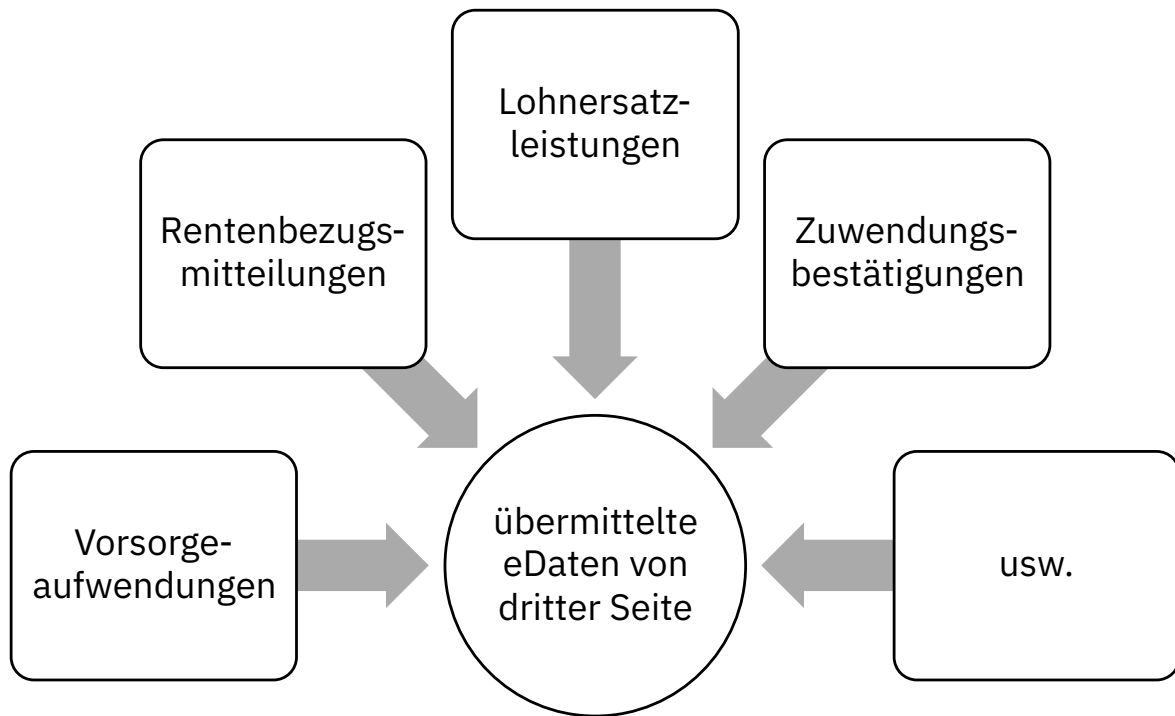 Lohnersatz-
leistungen
Rentenbezugs-
mitteilungen
Zuwendungs-
bestätigungen
Vorsorge-
aufwendungen
übermittelte
eDaten von
dritter Seite
usw.